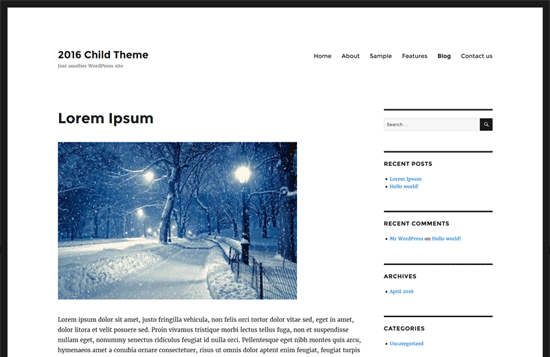 2016 Child Theme
Just another WordPress site
Home About Sample Features Blog Contact us
Lorem Ipsum
Lorem ipsum dolor sit amet, justo fringilla vehicula, non felis orci tortor dolor vitae sed, eget in amet,
dolor litora et velit posuere sed. Proin vivamus tristique morbi lectus tellus fuga, non et suspendisse
nullam eget, nonummy senectus ridiculus feugiat id mauris. Pellentesque eget nibh montes quis arcu,
hymenaeos amet a conubia ornare consectetuer, risus ut omnis dolor aptent enim feugiat, feugiat turpis
Search …
RECENT POSTS
Lorem Ipsum
Hello world!
RECENT COMMENTS
Mr WordPress on Hello world!
ARCHIVES
April 2016
CATEGORIES
Uncategorized